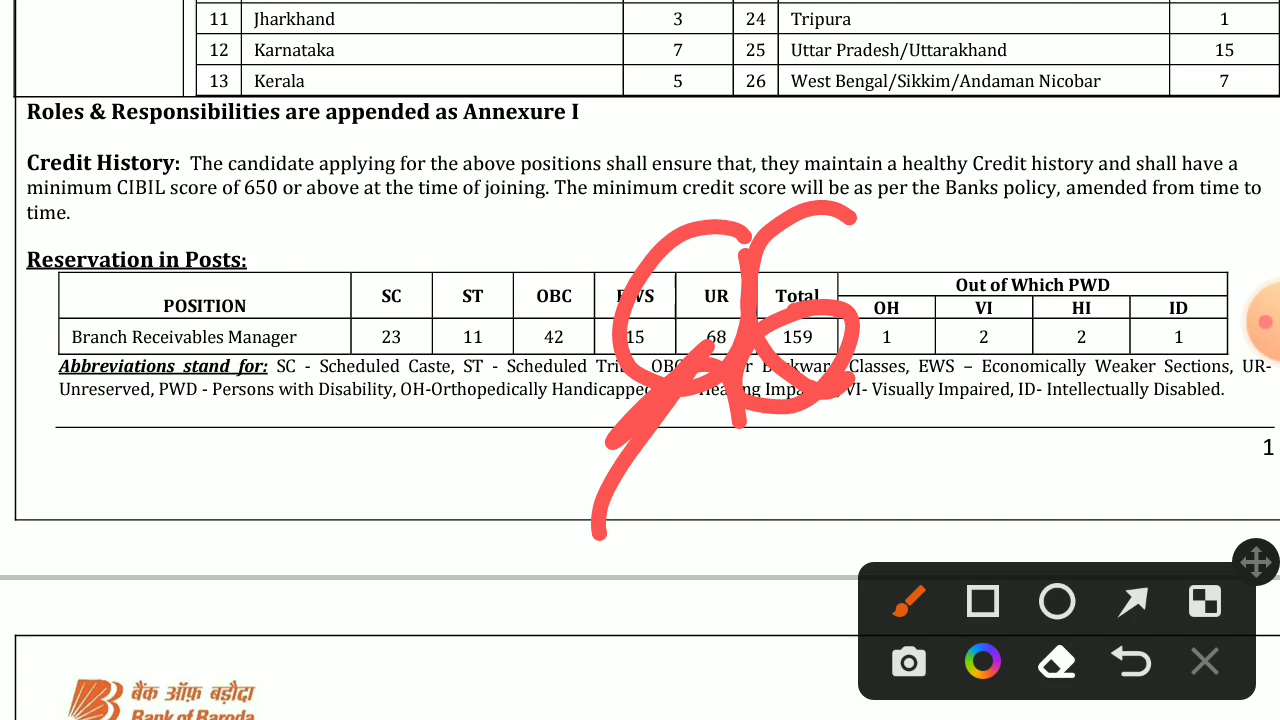 11 Jharkhand 3 24 Tripura 1
12 Karnataka 7 25 Uttar Pradesh/Uttarakhand 15
13 Kerala 5 26 West Bengal/Sikkim/Andaman Nicobar 7
Roles & Responsibilities are appended as Annexure I
Credit History: The candidate applying for the above positions shall ensure that, they maintain a healthy Credit history and shall have a
minimum CIBIL score of 650 or above at the time of joining. The minimum credit score will be as per the Banks policy, amended from time to
time.
Reservation in Posts:
POSITION SC ST OBC EWS UR Total Out of Which PWD
OH VI HI ID
Branch Receivables Manager 23 11 42 15 68 159 1 2 2 1
Abbreviations stand for: SC - Scheduled Caste, ST - Scheduled OBC Classes, EWS – Economically Weaker Sections, UR-
Unreserved, PWD - Persons with Disability, OH-Orthopedically Handicapped VI- Visually Impaired, ID- Intellectually Disabled.
1
बैंक ऑफ़ बड़ौदा
Bank of Baroda